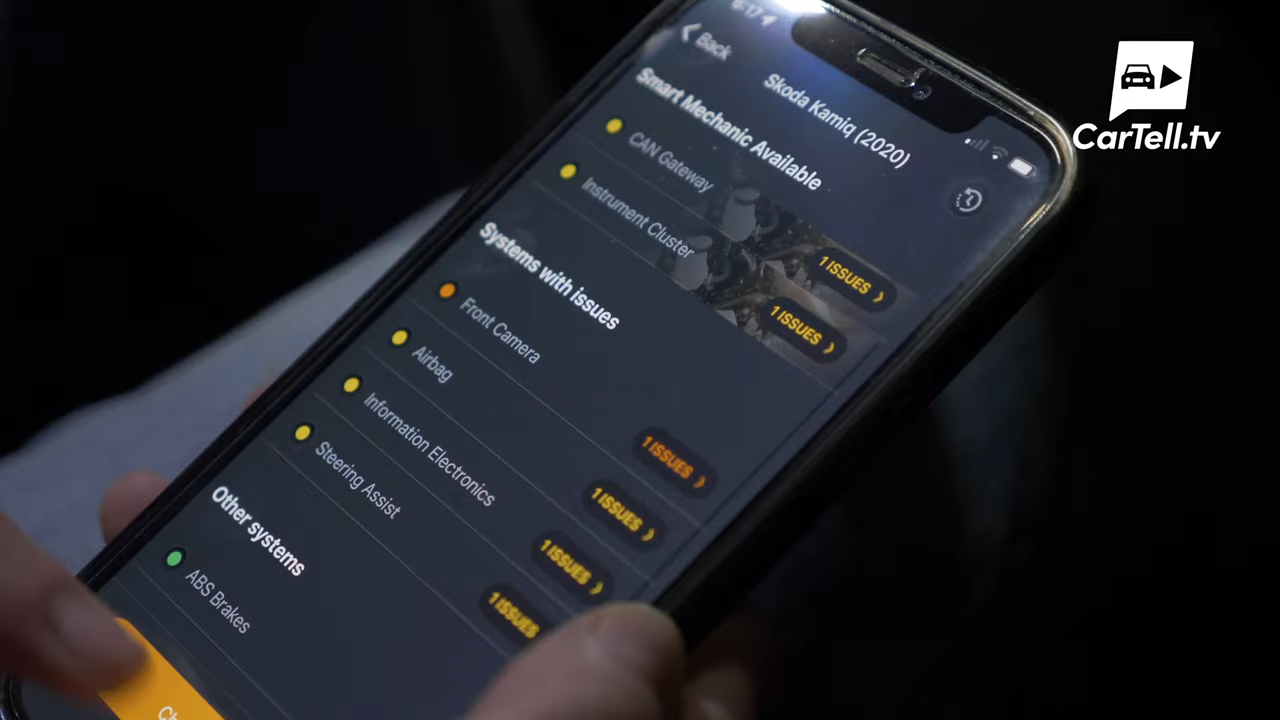 Back
Skoda Kamiq (2020)
Smart Mechanic Available
CAN Gateway
1 ISSUES
Instrument Cluster
1 ISSUES
Systems with issues
Front Camera
1 ISSUES
Airbag
1 ISSUES
Information Electronics
1 ISSUES
Steering Assist
1 ISSUES
Other systems
ABS Brakes
CarTell.tv